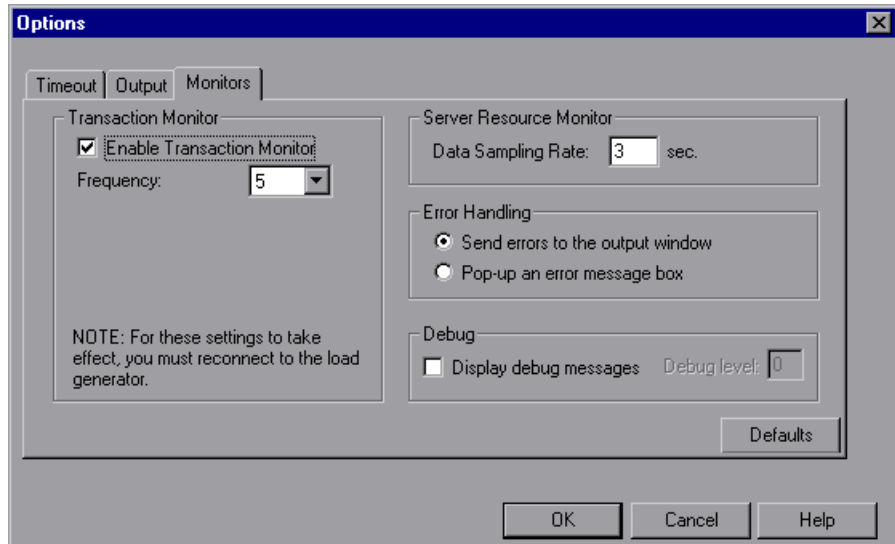 Options
Timeout Output Monitors
Transaction Monitor
Enable Transaction Monitor
Frequency: 5
NOTE: For these settings to take
effect, you must reconnect to the load
generator.
Server Resource Monitor
Data Sampling Rate: 3 sec.
Error Handling
Send errors to the output window
Pop-up an error message box
Debug
Display debug messages Debug level: 0
Defaults
OK Cancel Help